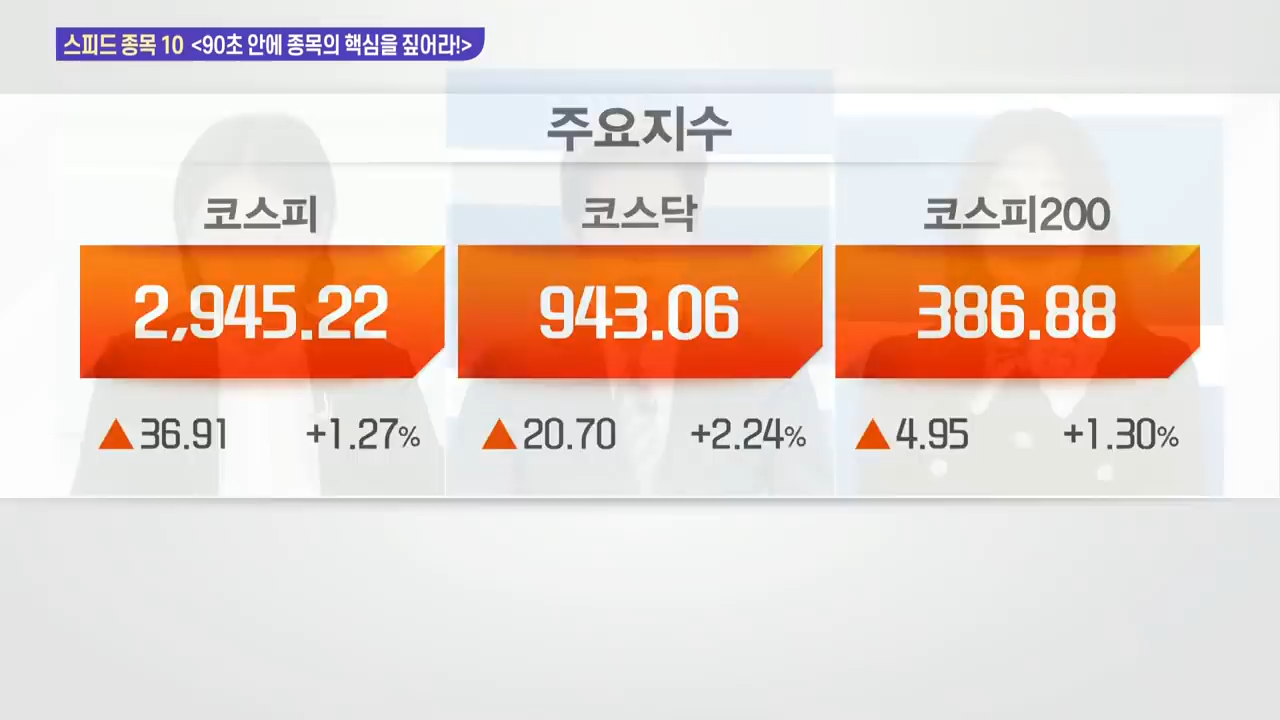 스피드 종목 10 <90초 안에 종목의 핵심을 짚어라!>
주요지수
코스피 코스닥 코스피200
2,945.22 943.06 386.88
▲36.91 +1.27% ▲20.70 +2.24% ▲4.95 +1.30%